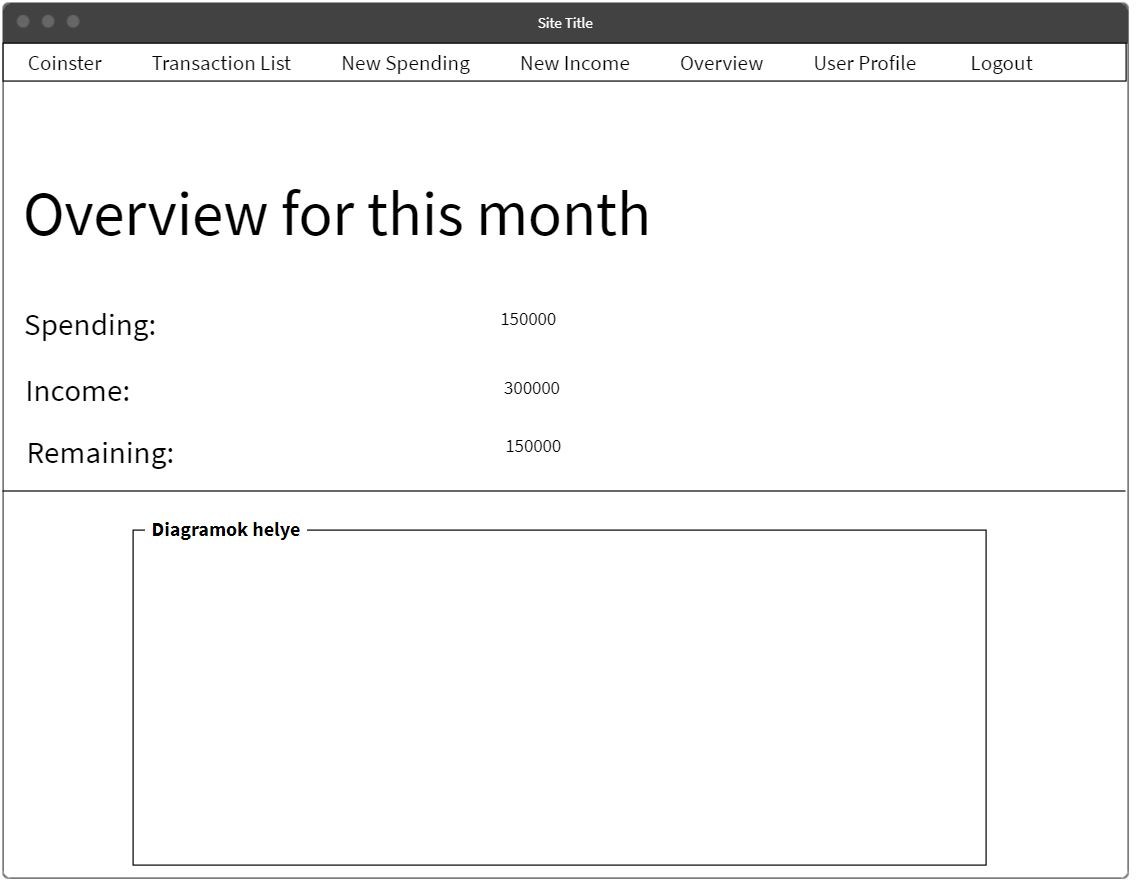 Site Title
Coinster Transaction List New Spending New Income Overview User Profile Logout
Overview for this month
Spending: 150000
Income: 300000
Remaining: 150000
Diagramok helye